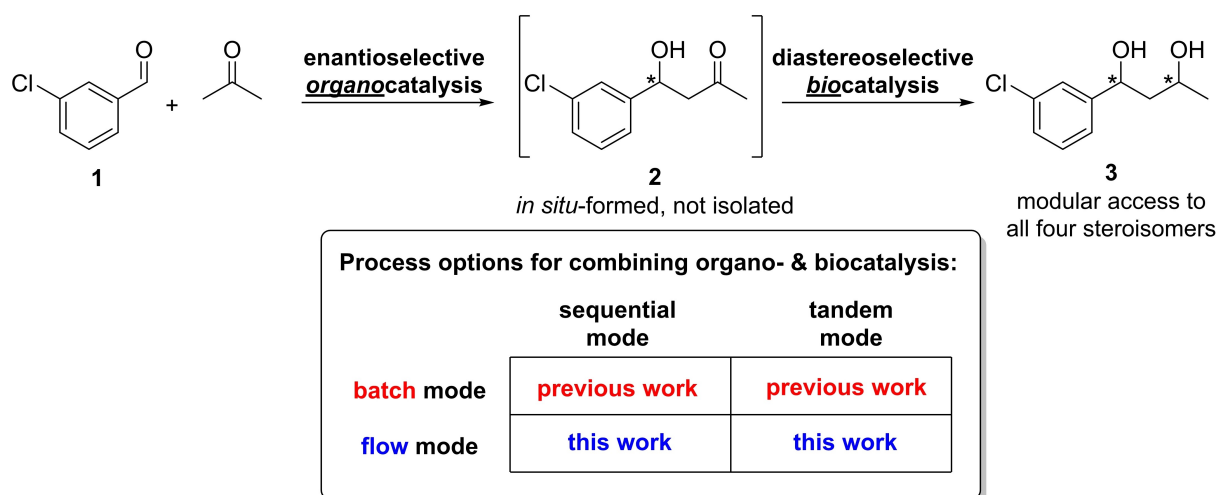 O
Cl
+
O
1
enantioselective
organocatalysis
OH
O
*
Cl
2
in situ-formed, not isolated
diastereoselective
biocatalysis
OH
OH
*
*
Cl
3
modular access to
all four steroisomers
Process options for combining organo- & biocatalysis:
sequential
mode
tandem
mode
batch mode
previous work
previous work
flow mode
this work
this work